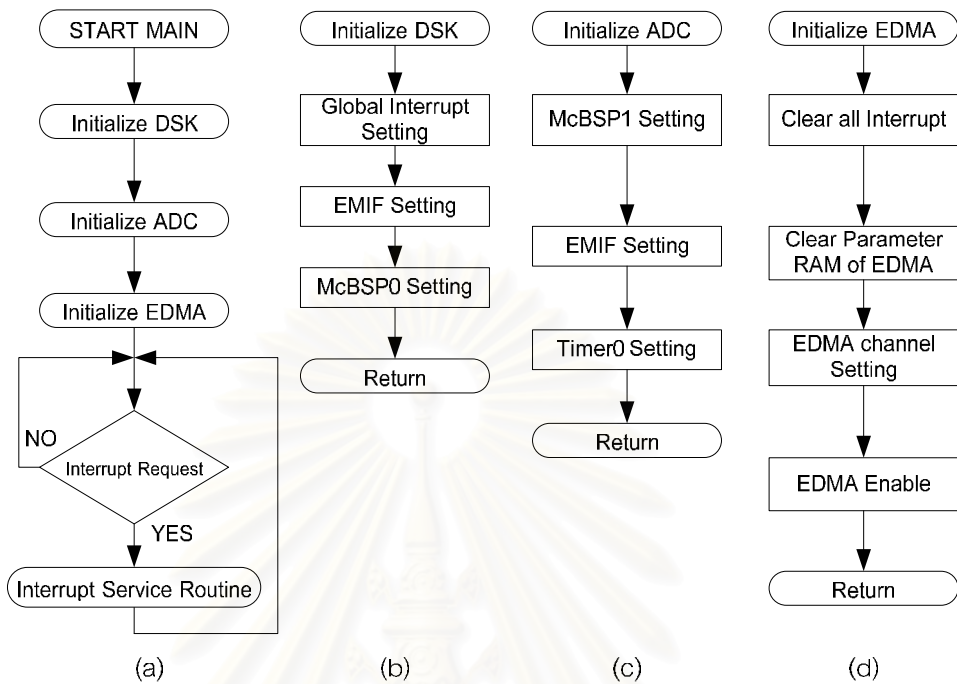 START MAIN
Initialize DSK
Initialize ADC
Initialize EDMA
NO
Interrupt Request
YES
Interrupt Service Routine
(a)
Initialize DSK
Global Interrupt
Setting
EMIF Setting
McBSP0 Setting
Return
(b)
Initialize ADC
McBSP1 Setting
EMIF Setting
Timer0 Setting
Return
(c)
Initialize EDMA
Clear all Interrupt
Clear Parameter
RAM of EDMA
EDMA channel
Setting
EDMA Enable
Return
(d)